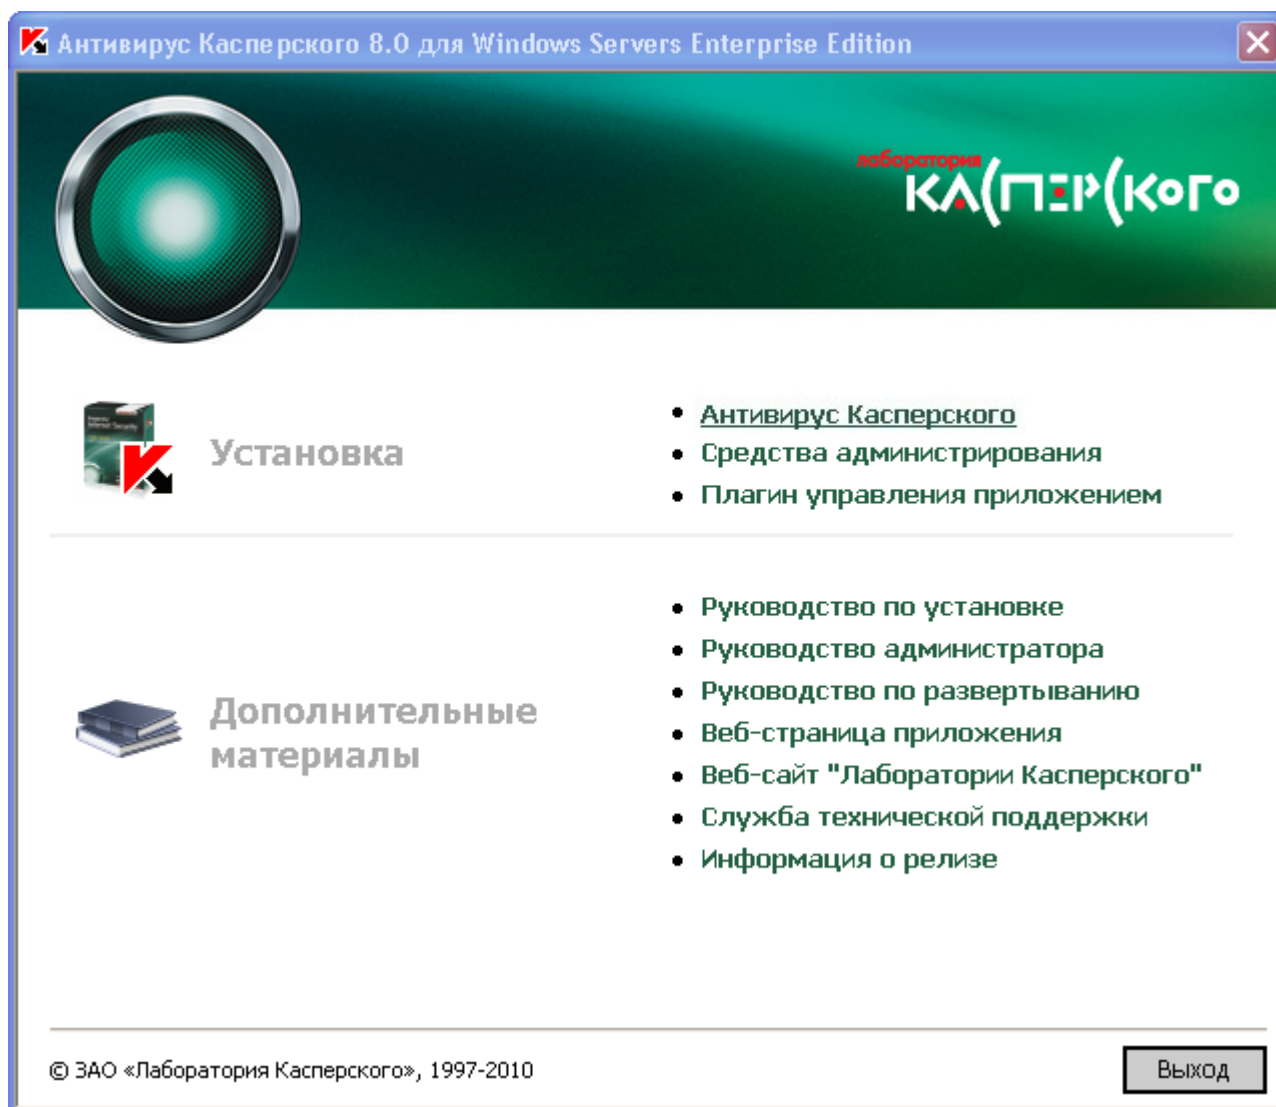 Антивирус Касперского 8.0 для Windows Servers Enterprise Edition
лаборатория
КАСПЕРСКОГО
Установка
Антивирус Касперского
Средства администрирования
Плагин управления приложением
Дополнительные
материалы
Руководство по установке
Руководство администратора
Руководство по развертыванию
Веб-страница приложения
Веб-сайт "Лаборатории Касперского"
Служба технической поддержки
Информация о релизе
© ЗАО «Лаборатория Касперского», 1997-2010
Выход